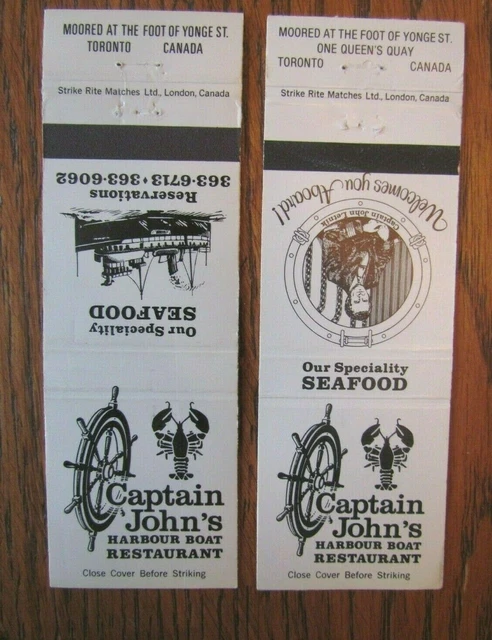 MOORED AT THE FOOT OF YONGE ST.
TORONTO CANADA
Strike Rite Matches Ltd., London, Canada
363-6713 • 363-6062
Reservations
SEAFOOD
Our Speciality
Captain
John's
HARBOUR BOAT
RESTAURANT
Close Cover Before Striking
MOORED AT THE FOOT OF YONGE ST.
ONE QUEEN'S QUAY
TORONTO CANADA
Strike Rite Matches Ltd., London, Canada
Welcomes you Aboard!
Captain John Letnik
Our Speciality
SEAFOOD
Captain
John's
HARBOUR BOAT
RESTAURANT
Close Cover Before Striking